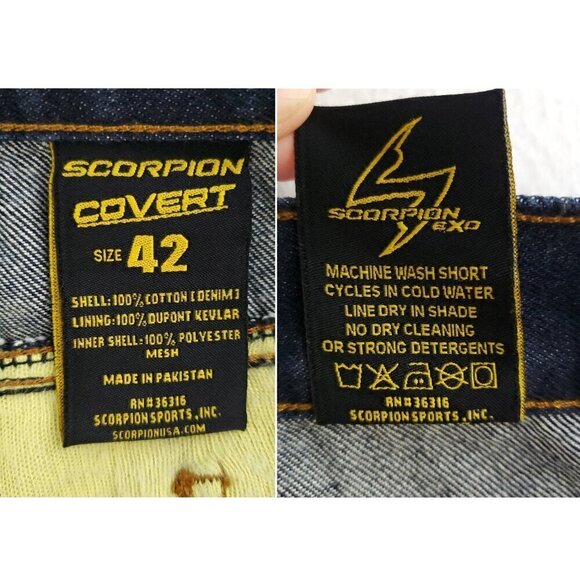 SCORPION
COVERT
SIZE 42
SHELL:100% COTTON [DENIM]
LINING:100% DUPONT KEVLAR
INNER SHELL:100% POLYESTER
MESH
MADE IN PAKISTAN
RN#36316
SCORPION SPORTS,INC.
SCORPIONUSA.COM
SCORPION
EXO
MACHINE WASH SHORT
CYCLES IN COLD WATER
LINE DRY IN SHADE
NO DRY CLEANING
OR STRONG DETERGENTS
RN#36316
SCORPION SPORTS, INC.